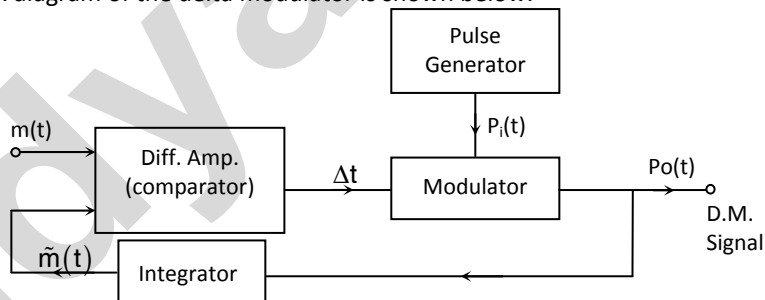 diagram of the delta modulator is shown below:
Pulse
Generator
m(t)
Pi(t)
Diff. Amp.
(comparator)
Δt
Modulator
Po(t)
D.M.
Signal
m̃(t)
Integrator